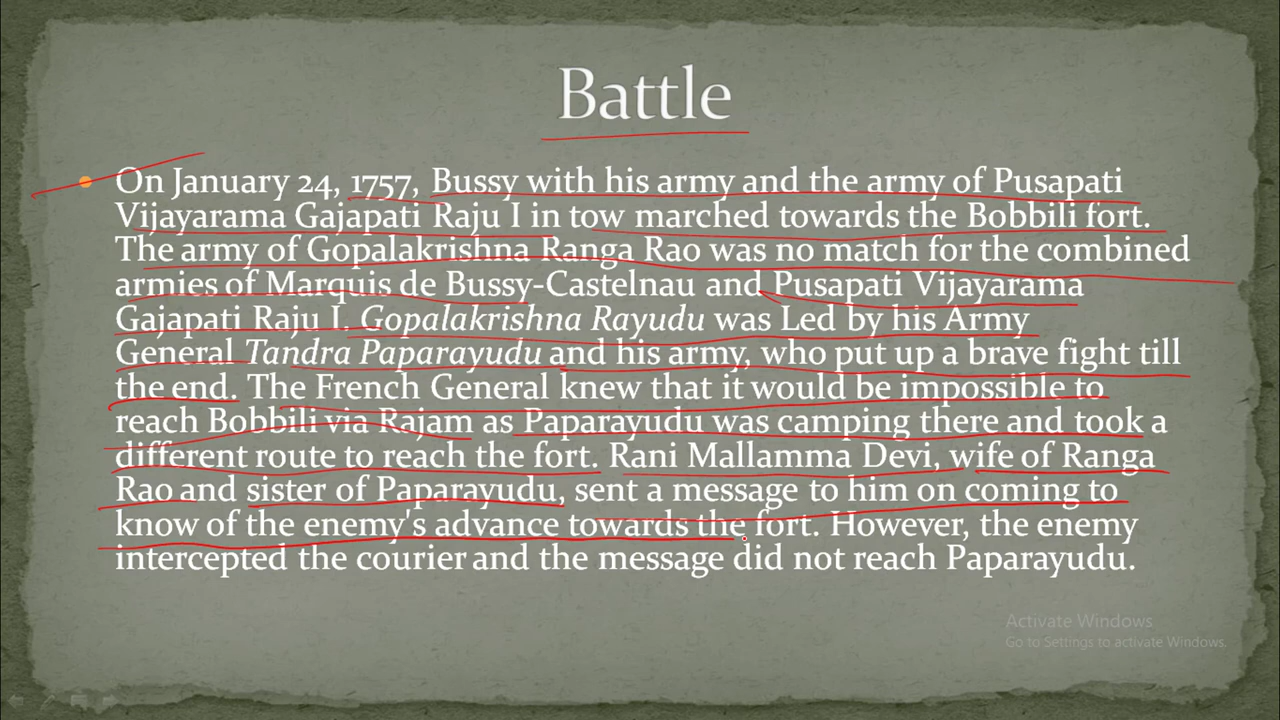 Battle
On January 24, 1757, Bussy with his army and the army of Pusapati
Vijayarama Gajapati Raju I in tow marched towards the Bobbili fort.
The army of Gopalakrishna Ranga Rao was no match for the combined
armies of Marquis de Bussy-Castelnau and Pusapati Vijayarama
Gajapati Raju I. Gopalakrishna Rayudu was Led by his Army
General Tandra Paparayudu and his army, who put up a brave fight till
the end. The French General knew that it would be impossible to
reach Bobbili via Rajam as Paparayudu was camping there and took a
different route to reach the fort. Rani Mallamma Devi, wife of Ranga
Rao and sister of Paparayudu, sent a message to him on coming to
know of the enemy's advance towards the fort. However, the enemy
intercepted the courier and the message did not reach Paparayudu.
Activate Windows
Go to Settings to activate Windows.